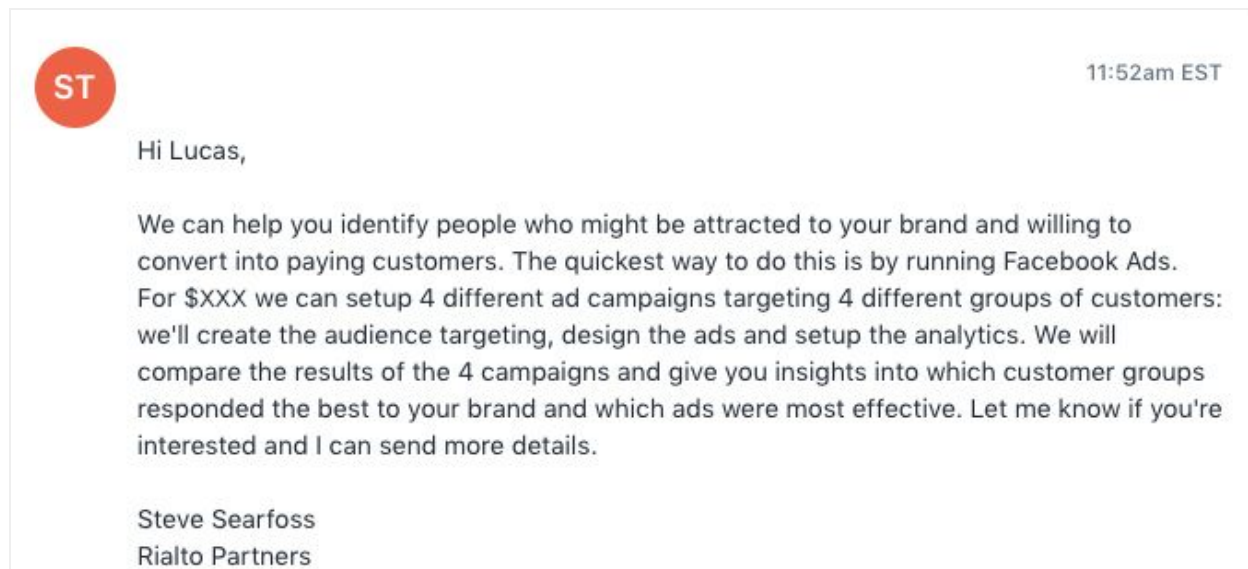 ST
11:52am EST
Hi Lucas,
We can help you identify people who might be attracted to your brand and willing to
convert into paying customers. The quickest way to do this is by running Facebook Ads.
For $XXX we can setup 4 different ad campaigns targeting 4 different groups of customers:
we'll create the audience targeting, design the ads and setup the analytics. We will
compare the results of the 4 campaigns and give you insights into which customer groups
responded the best to your brand and which ads were most effective. Let me know if you're
interested and I can send more details.
Steve Searfoss
Rialto Partners